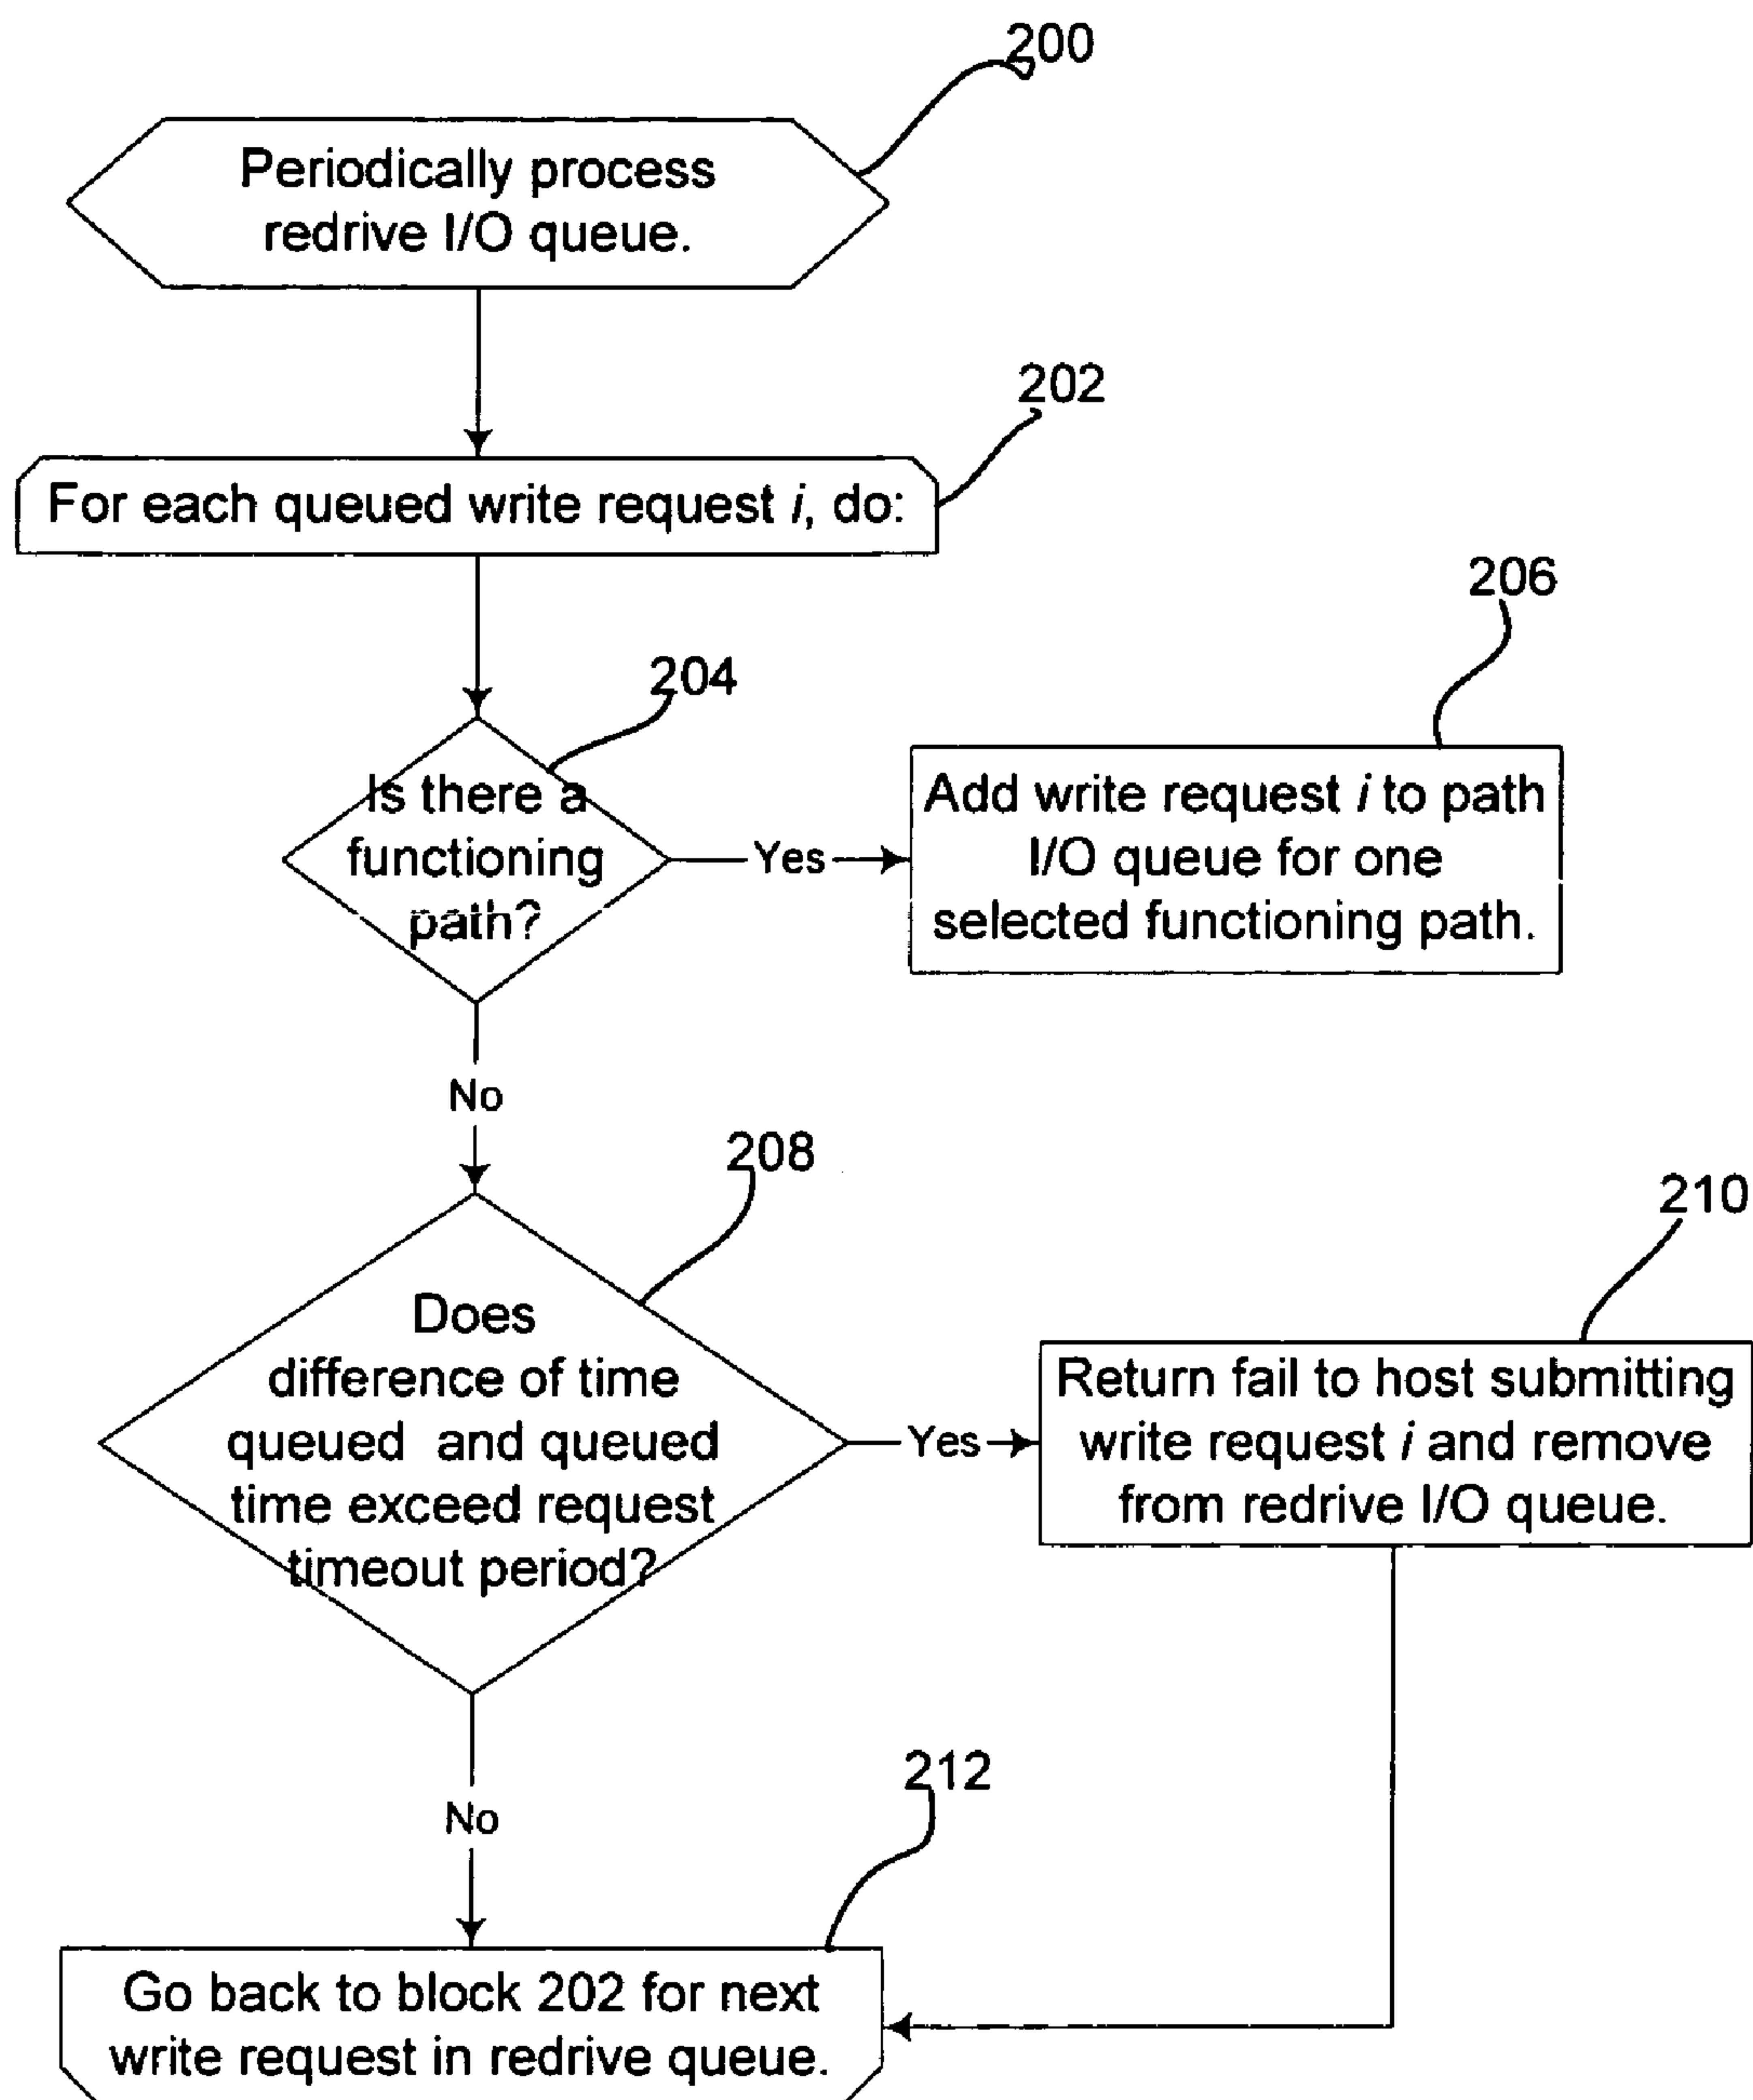 200
Periodically process
redrive I/O queue.
202
For each queued write request i, do:
206
204
Is there a
functioning
path?
Yes
Add write request i to path
I/O queue for one
selected functioning path.
No
208
210
Does
difference of time
queued and queued
time exceed request
timeout period?
Yes
Return fail to host submitting
write request i and remove
from redrive I/O queue.
No
212
Go back to block 202 for next
write request in redrive queue.